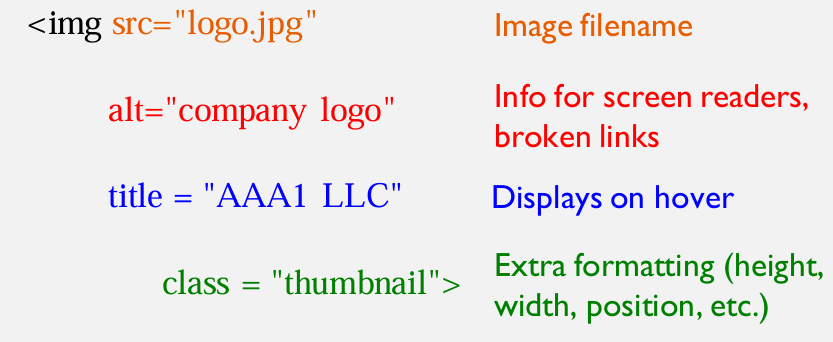 <img src="logo.jpg" Image filename
alt="company logo" Info for screen readers,
broken links
title = "AAA1 LLC" Displays on hover
class = "thumbnail"> Extra formatting (height,
width, position, etc.)